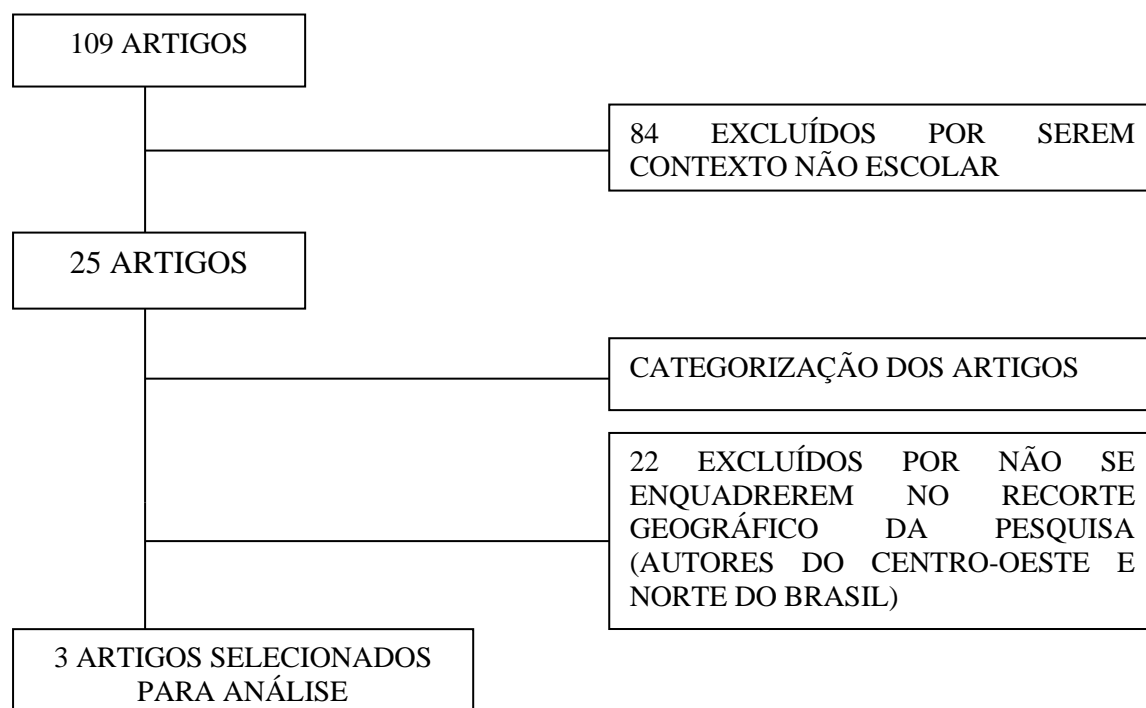 109 ARTIGOS
84 EXCLUÍDOS POR SEREM
CONTEXTO NÃO ESCOLAR
25 ARTIGOS
CATEGORIZAÇÃO DOS ARTIGOS
22 EXCLUÍDOS POR NÃO SE
ENQUADREREM NO RECORTE
GEOGRÁFICO DA PESQUISA
(AUTORES DO CENTRO-OESTE E
NORTE DO BRASIL)
3 ARTIGOS SELECIONADOS
PARA ANÁLISE